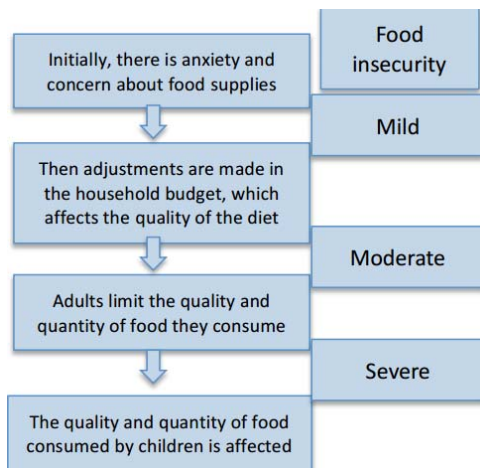 Food
insecurity
Initially, there is anxiety and
concern about food supplies
Mild
Then adjustments are made in
the household budget, which
affects the quality of the diet
Moderate
Adults limit the quality and
quantity of food they consume
Severe
The quality and quantity of food
consumed by children is affected